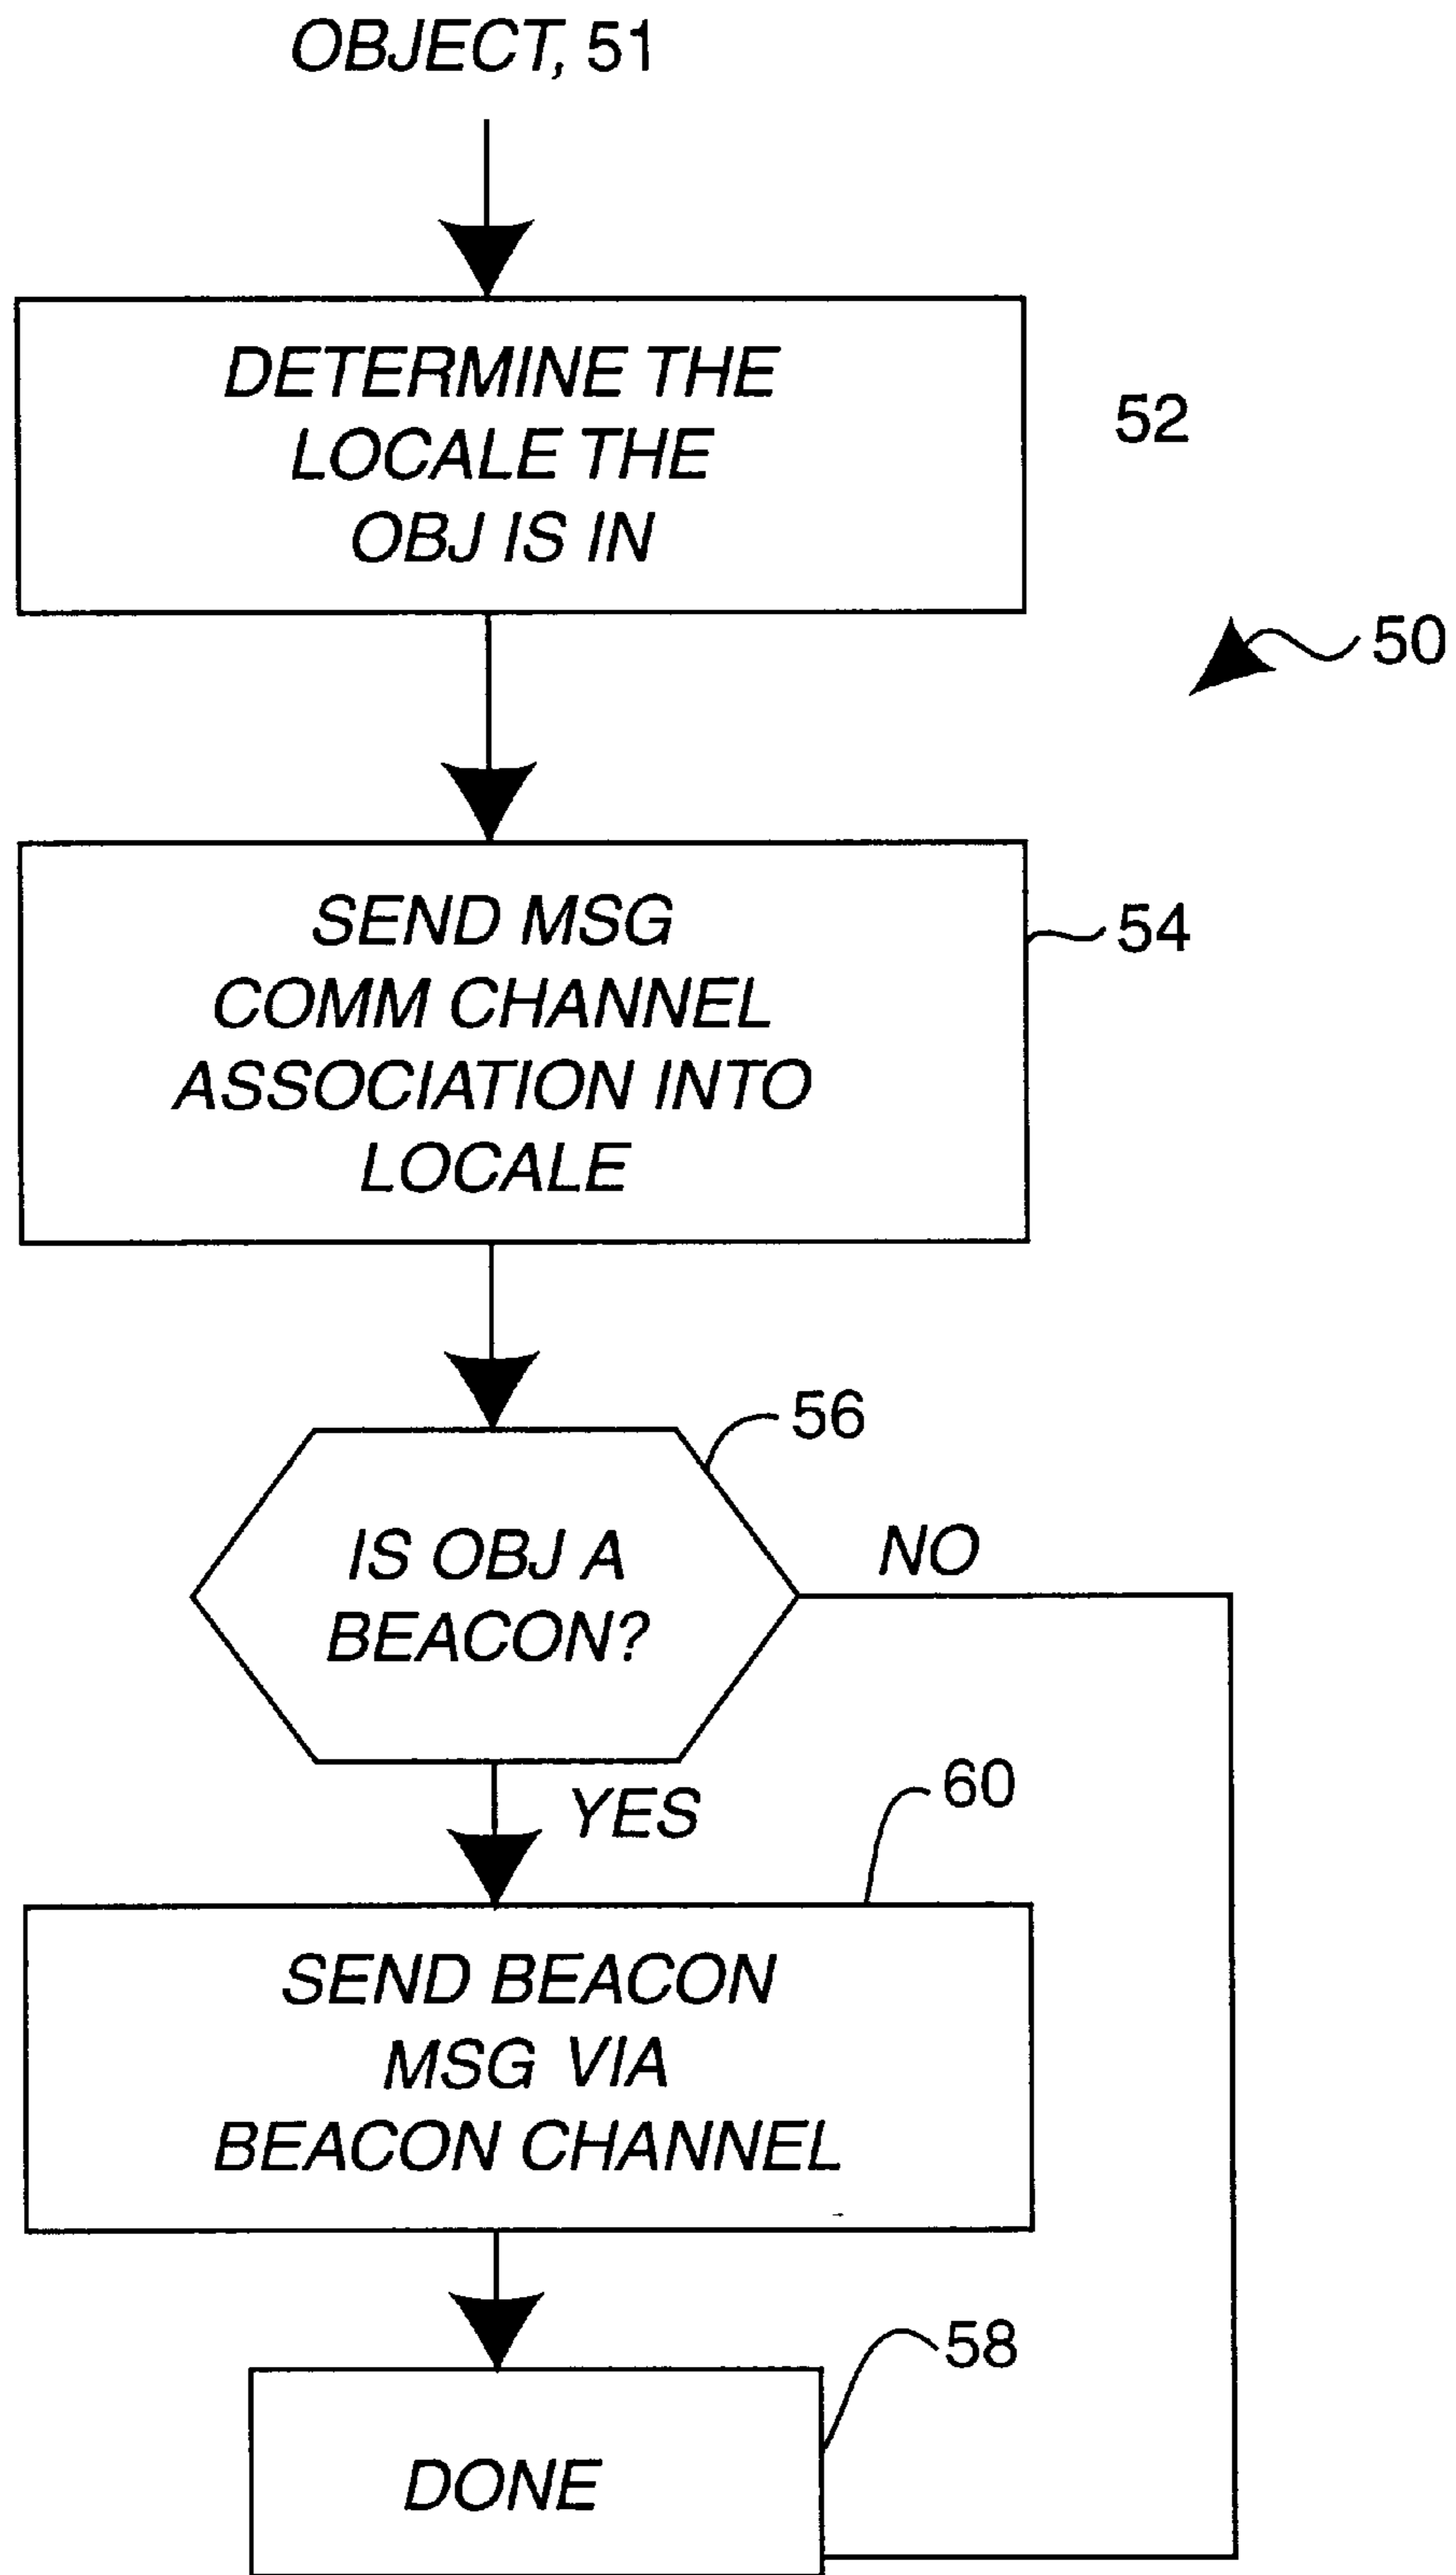 OBJECT, 51
DETERMINE THE
LOCALE THE
OBJ IS IN
52
50
SEND MSG
COMM CHANNEL
ASSOCIATION INTO
LOCALE
54
56
IS OBJ A
BEACON?
NO
YES
60
SEND BEACON
MSG VIA
BEACON CHANNEL
58
DONE